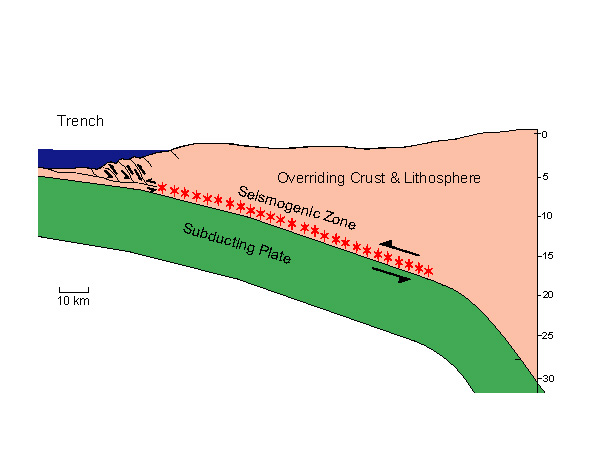 Trench
0
Overriding Crust & Lithosphere
5
Seismogenic Zone
10
Subducting Plate
15
10 km
20
25
30